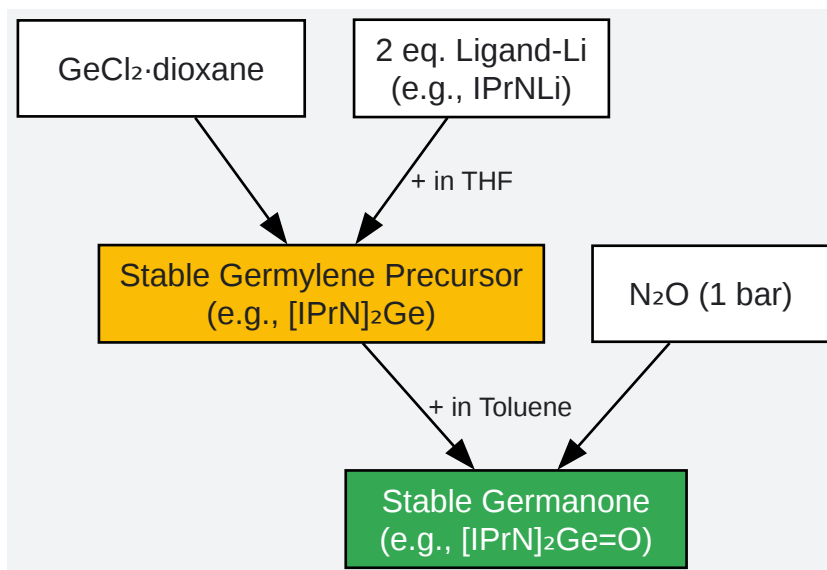 GeCl₂·dioxane
2 eq. Ligand-Li
(e.g., IPrNLi)
+ in THF
Stable Germylene Precursor
(e.g., [IPrN]₂Ge)
N₂O (1 bar)
+ in Toluene
Stable Germanone
(e.g., [IPrN]₂Ge=O)